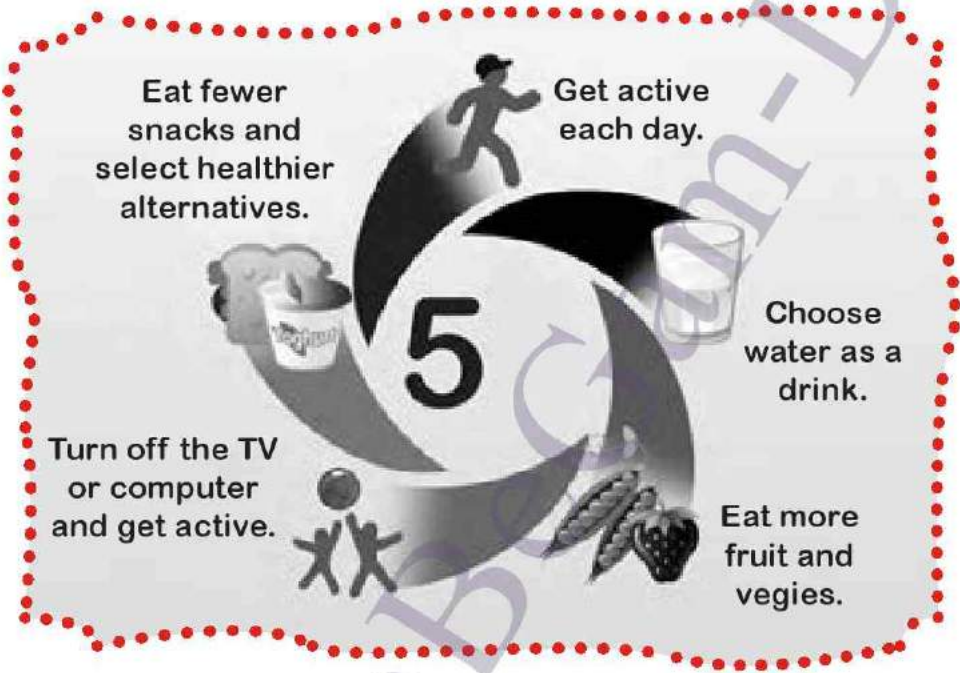 Eat fewer
snacks and
select healthier
alternatives.
Get active
each day.
5
Yoghurt
Choose
water as a
drink.
Turn off the TV
or computer
and get active.
Eat more
fruit and
vegies.